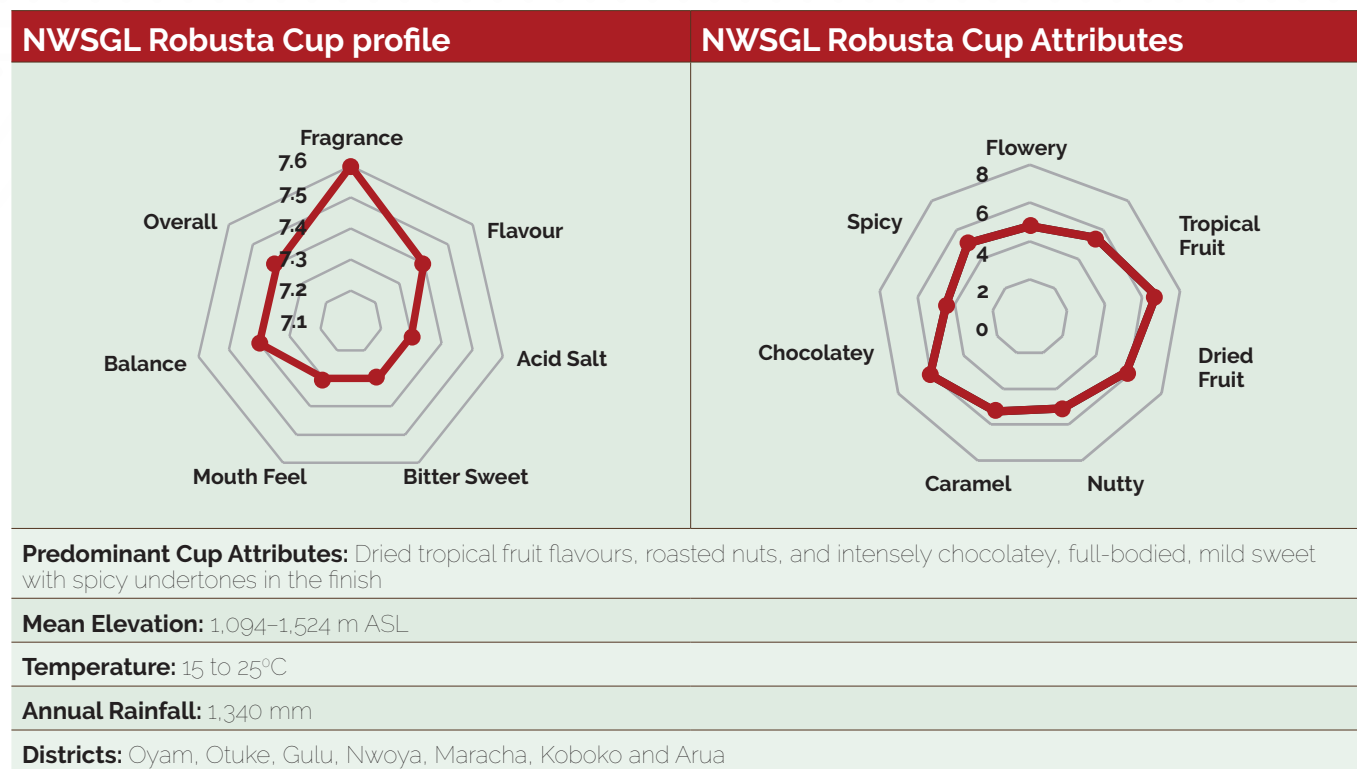 NWSGL Robusta Cup profile
NWSGL Robusta Cup Attributes
Fragrance
7.6
7.5
7.4
7.3
7.2
7.1
Overall
Flavour
Balance
Acid Salt
Mouth Feel
Bitter Sweet
Flowery
8
6
4
2
0
Spicy
Tropical
Fruit
Chocolatey
Dried
Fruit
Caramel
Nutty
Predominant Cup Attributes: Dried tropical fruit flavours, roasted nuts, and intensely chocolatey, full-bodied, mild sweet
with spicy undertones in the finish
Mean Elevation: 1,094–1,524 m ASL
Temperature: 15 to 25⁰C
Annual Rainfall: 1,340 mm
Districts: Oyam, Otuke, Gulu, Nwoya, Maracha, Koboko and Arua